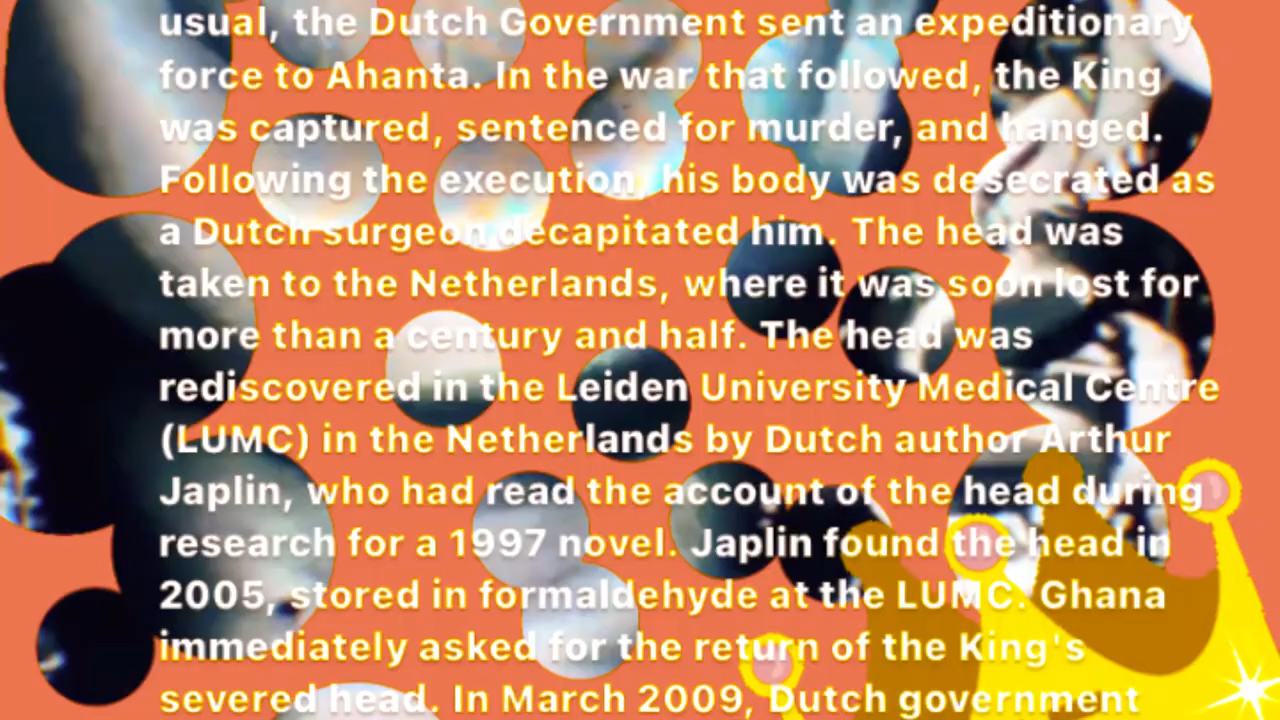 usual, the Dutch Government sent an expeditionary
force to Ahanta. In the war that followed, the King
was captured, sentenced for murder, and hanged.
Following the execution, his body was desecrated as
a Dutch surgeon decapitated him. The head was
taken to the Netherlands, where it was soon lost for
more than a century and half. The head was
rediscovered in the Leiden University Medical Centre
(LUMC) in the Netherlands by Dutch author Arthur
Japlin, who had read the account of the head during
research for a 1997 novel. Japlin found the head in
2005, stored in formaldehyde at the LUMC. Ghana
immediately asked for the return of the King's
severed head. In March 2009, Dutch government